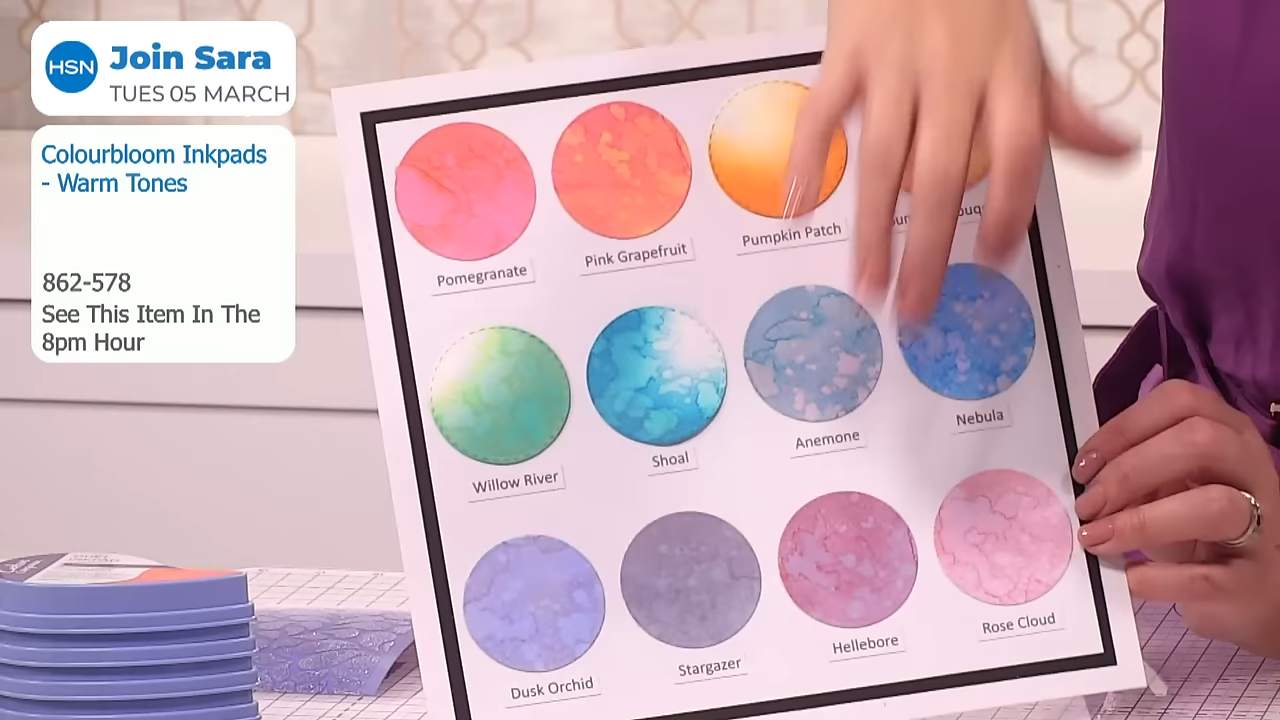 HSN
Join Sara
TUES 05 MARCH
Colourbloom Inkpads
- Warm Tones
862-578
See This Item In The
8pm Hour
Pomegranate
Pink Grapefruit
Pumpkin Patch
Willow River
Shoal
Anemone
Nebula
Dusk Orchid
Stargazer
Hellebore
Rose Cloud